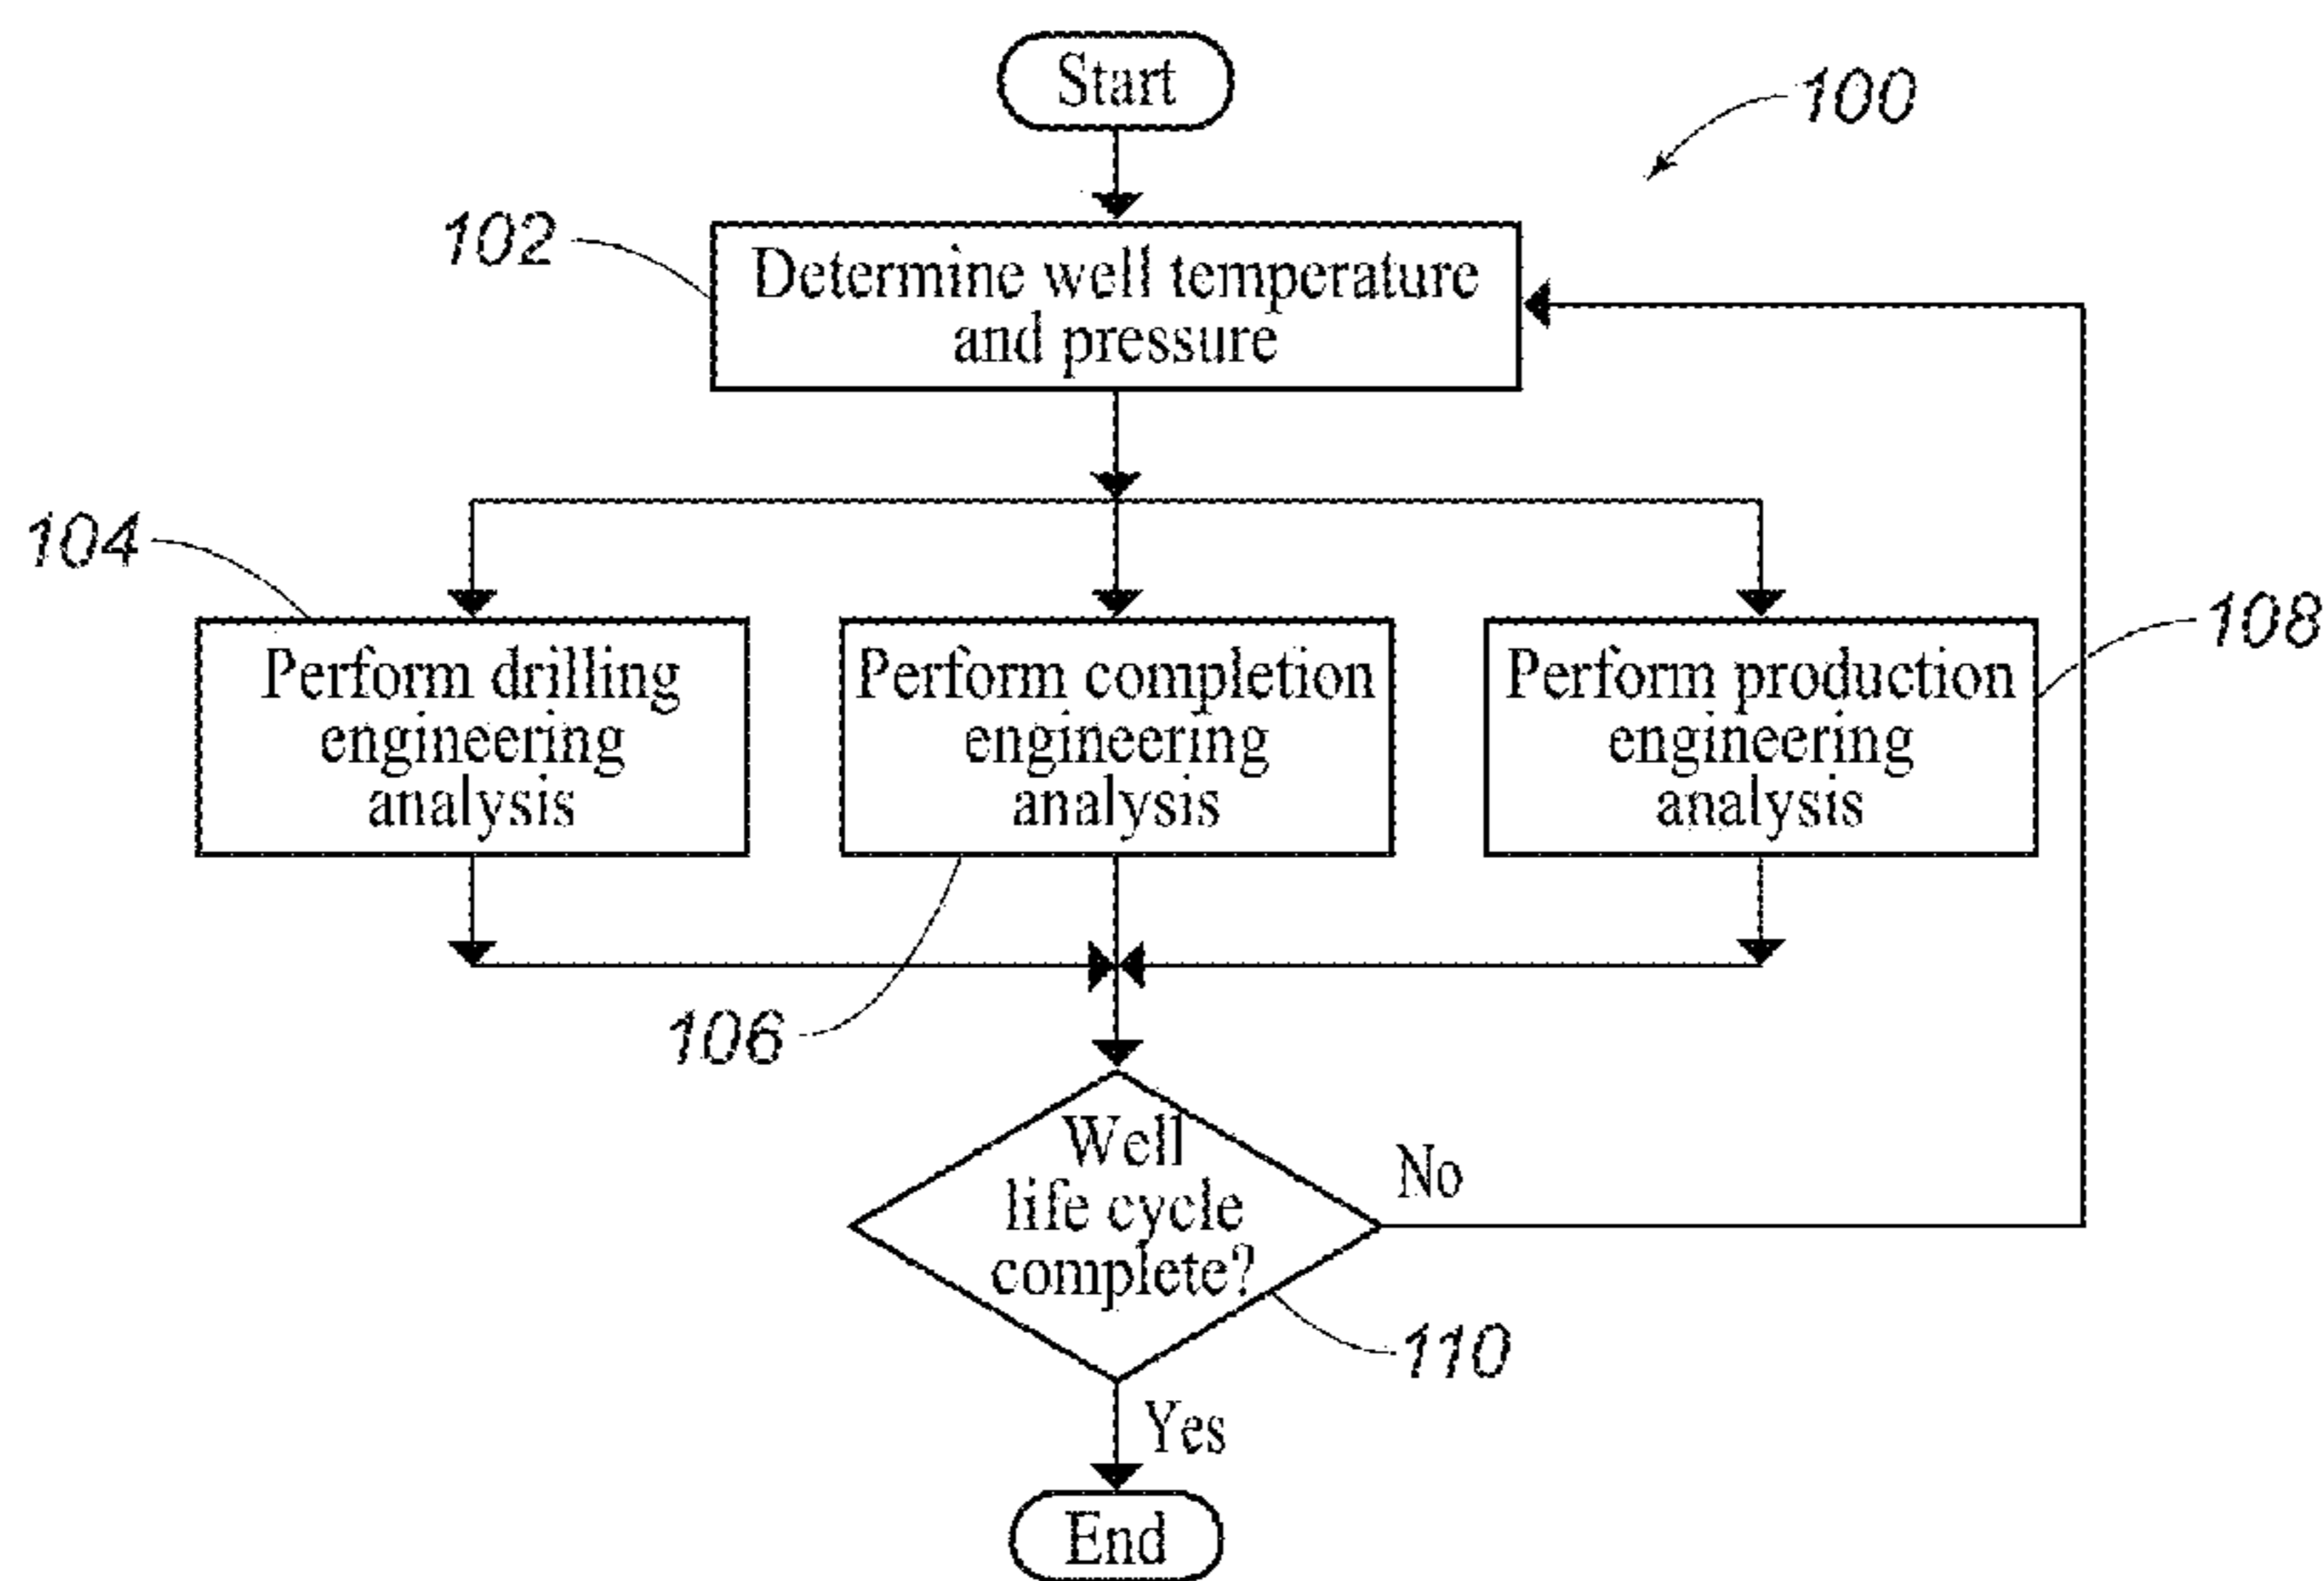 Start
100
102
Determine well temperature
and pressure
104
Perform drilling
engineering
analysis
Perform completion
engineering
analysis
Perform production
engineering
analysis
108
106
Well
life cycle
complete?
No
110
Yes
End